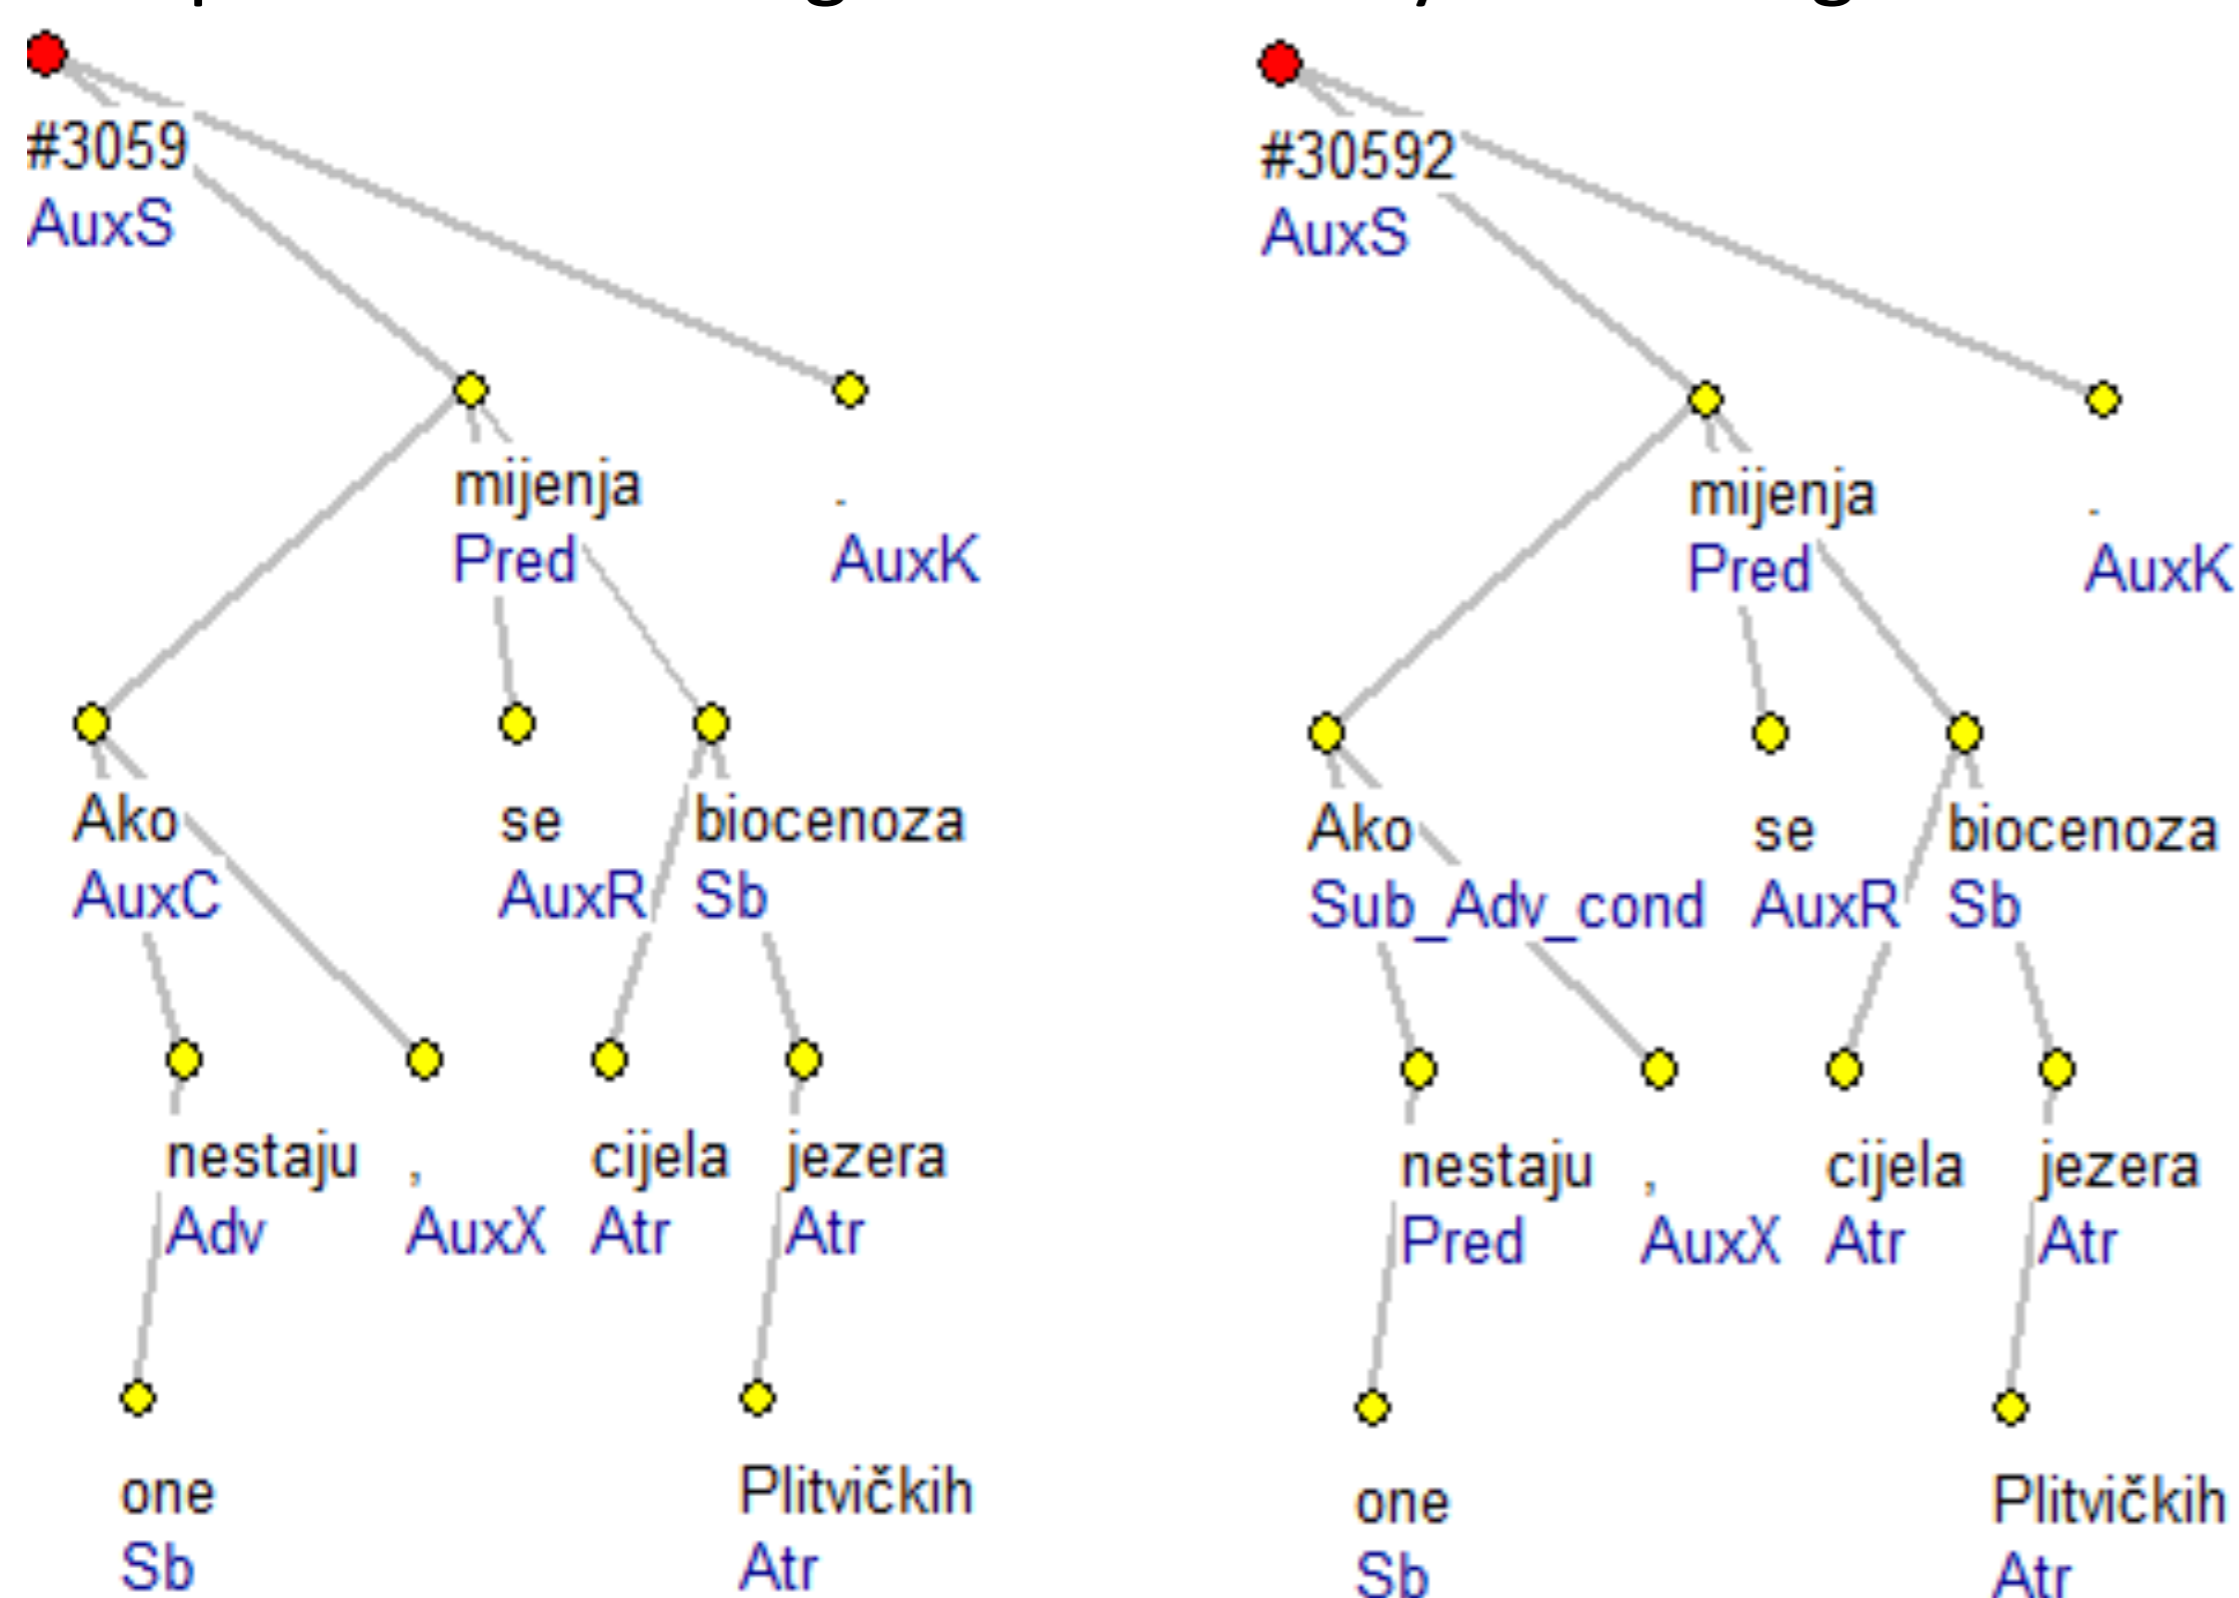 #3059
AuxS
mijenja
Pred
.
AuxK
Ako
AuxC
se
AuxR
biocenoza
Sb
nestaju
Adv
,
AuxX
cijela
Atr
jezera
Atr
one
Sb
Plitvičkih
Atr
#30592
AuxS
mijenja
Pred
.
AuxK
Ako
Sub_Adv_cond
se
AuxR
biocenoza
Sb
nestaju
Pred
,
AuxX
cijela
Atr
jezera
Atr
one
Sb
Plitvičkih
Atr